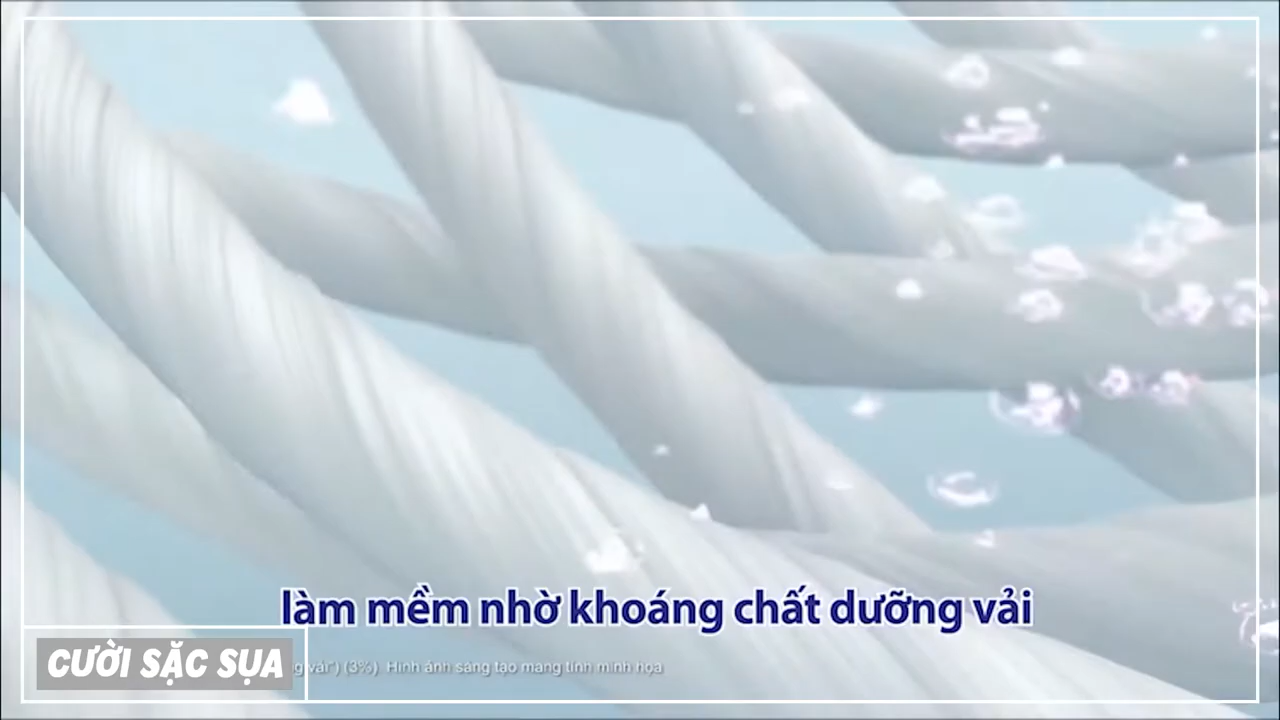 làm mềm nhờ khoáng chất dưỡng vải
vải") (3%). Hình ảnh sáng tạo mang tính minh họa
CƯỜI SẶC SỤA